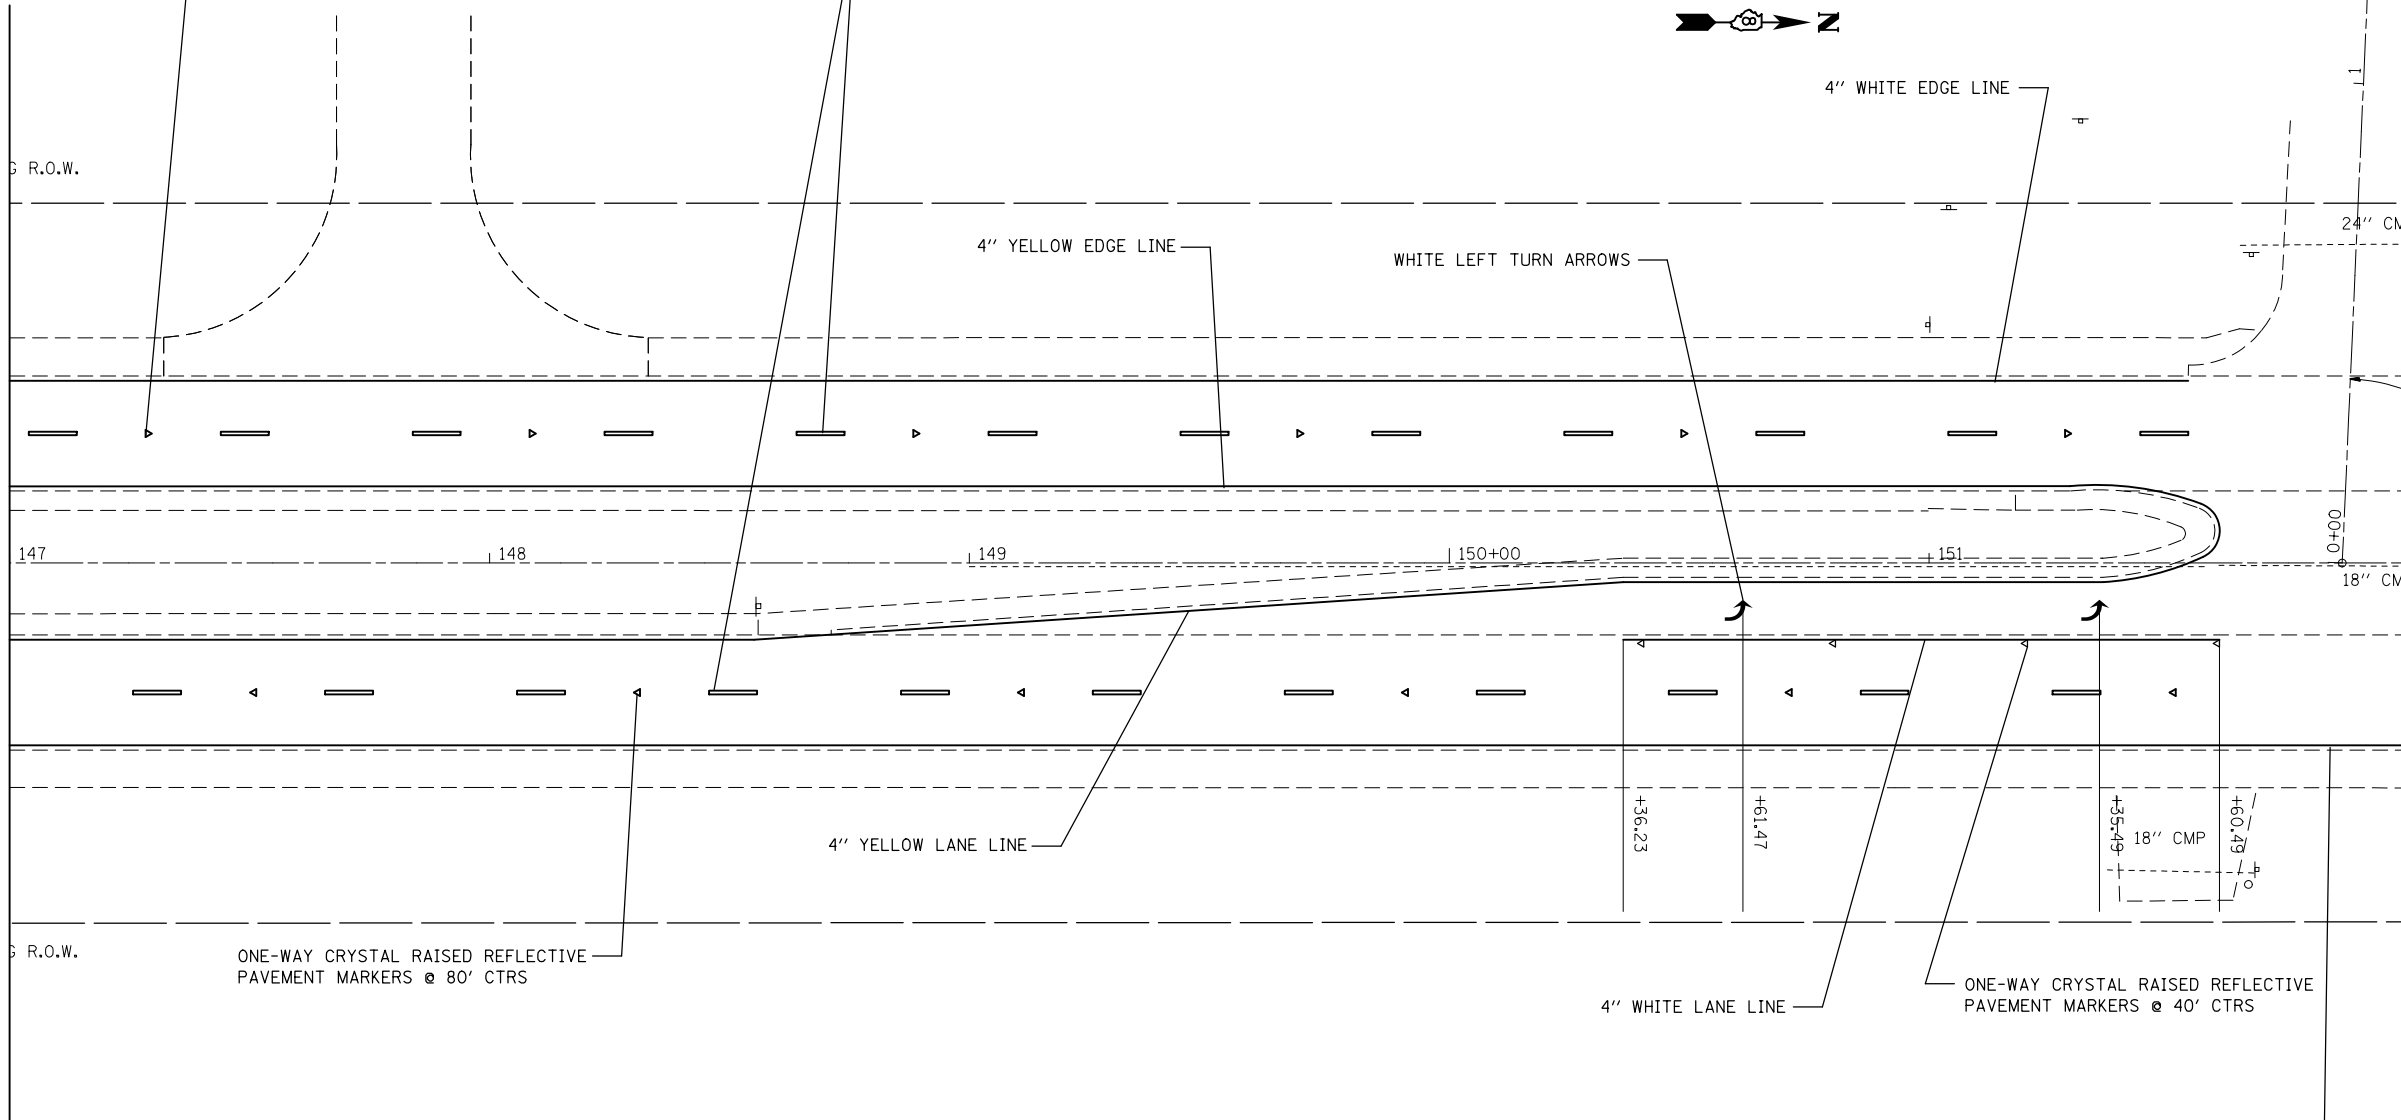 N
4" WHITE EDGE LINE
1
G R.O.W.
24" CM
4" YELLOW EDGE LINE
WHITE LEFT TURN ARROWS
147
148
149
150+00
151
0+00
18" CM
+36.23
+61.47
+35.49
+60.49
18" CMP
4" YELLOW LANE LINE
G R.O.W.
ONE-WAY CRYSTAL RAISED REFLECTIVE
PAVEMENT MARKERS @ 80' CTRS
4" WHITE LANE LINE
ONE-WAY CRYSTAL RAISED REFLECTIVE
PAVEMENT MARKERS @ 40' CTRS